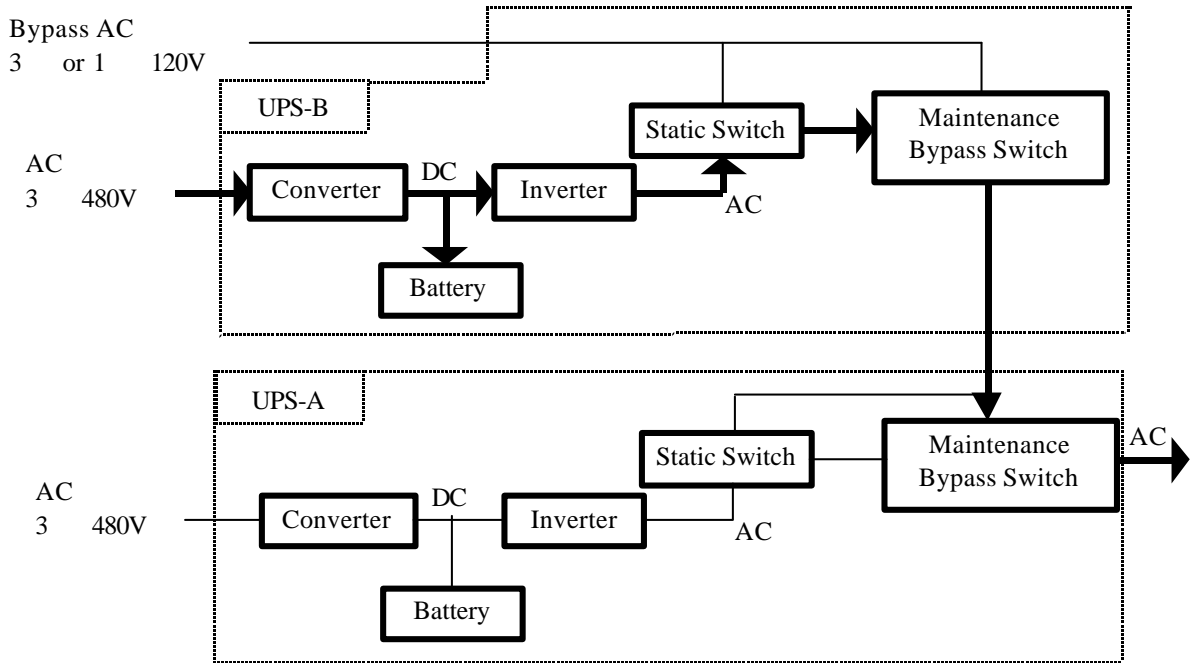 Bypass AC
3 or 1 120V
UPS-B
Static Switch
Maintenance
Bypass Switch
AC
3 480V
Converter
DC
Inverter
AC
Battery
UPS-A
Static Switch
Maintenance
Bypass Switch
AC
AC
3 480V
Converter
DC
Inverter
AC
Battery